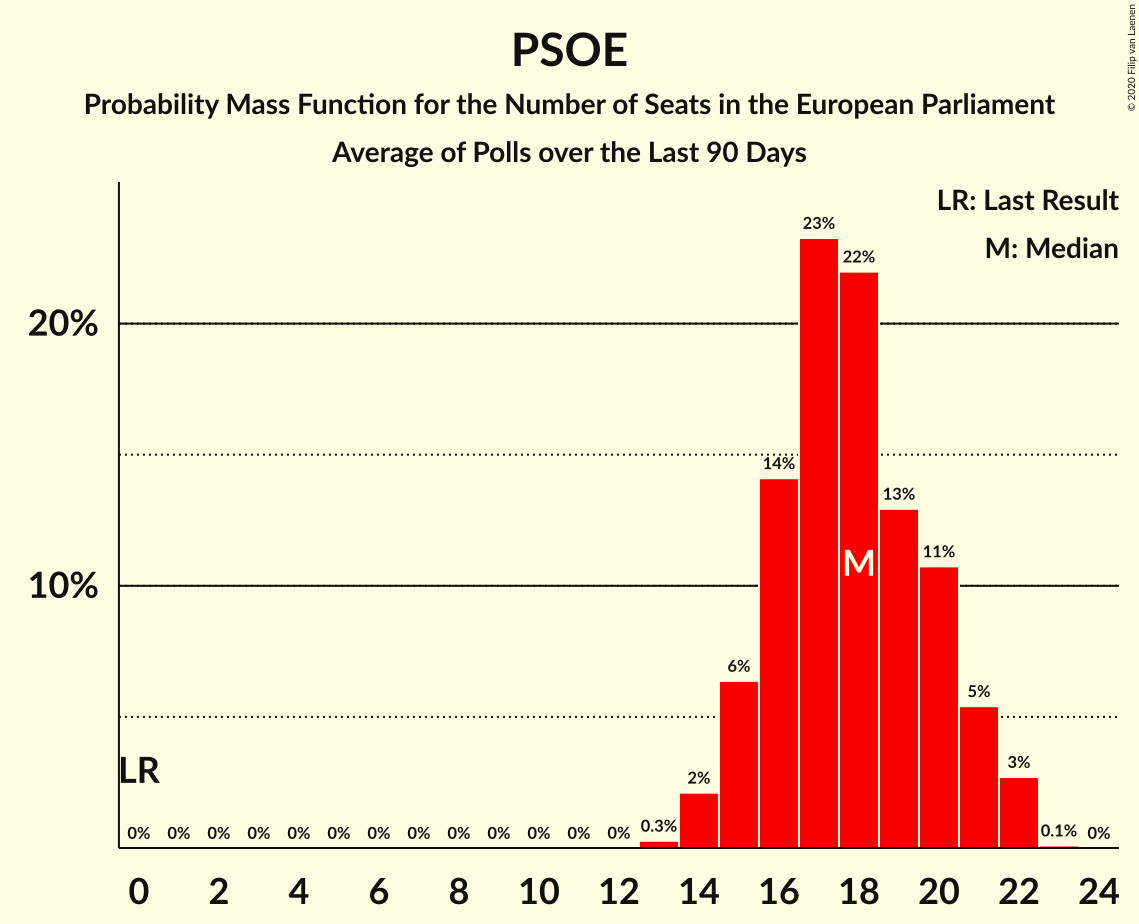 PSOE
Probability Mass Function for the Number of Seats in the European Parliament
Average of Polls over the Last 90 Days
© 2020 Filip van Laenen
LR: Last Result
M: Median
23%
22%
20%
14%
13%
11%
M
10%
6%
5%
3%
LR
2%
0% 0% 0% 0% 0% 0% 0% 0% 0% 0% 0% 0% 0% 0.3% 0.1% 0%
0 2 4 6 8 10 12 14 16 18 20 22 24